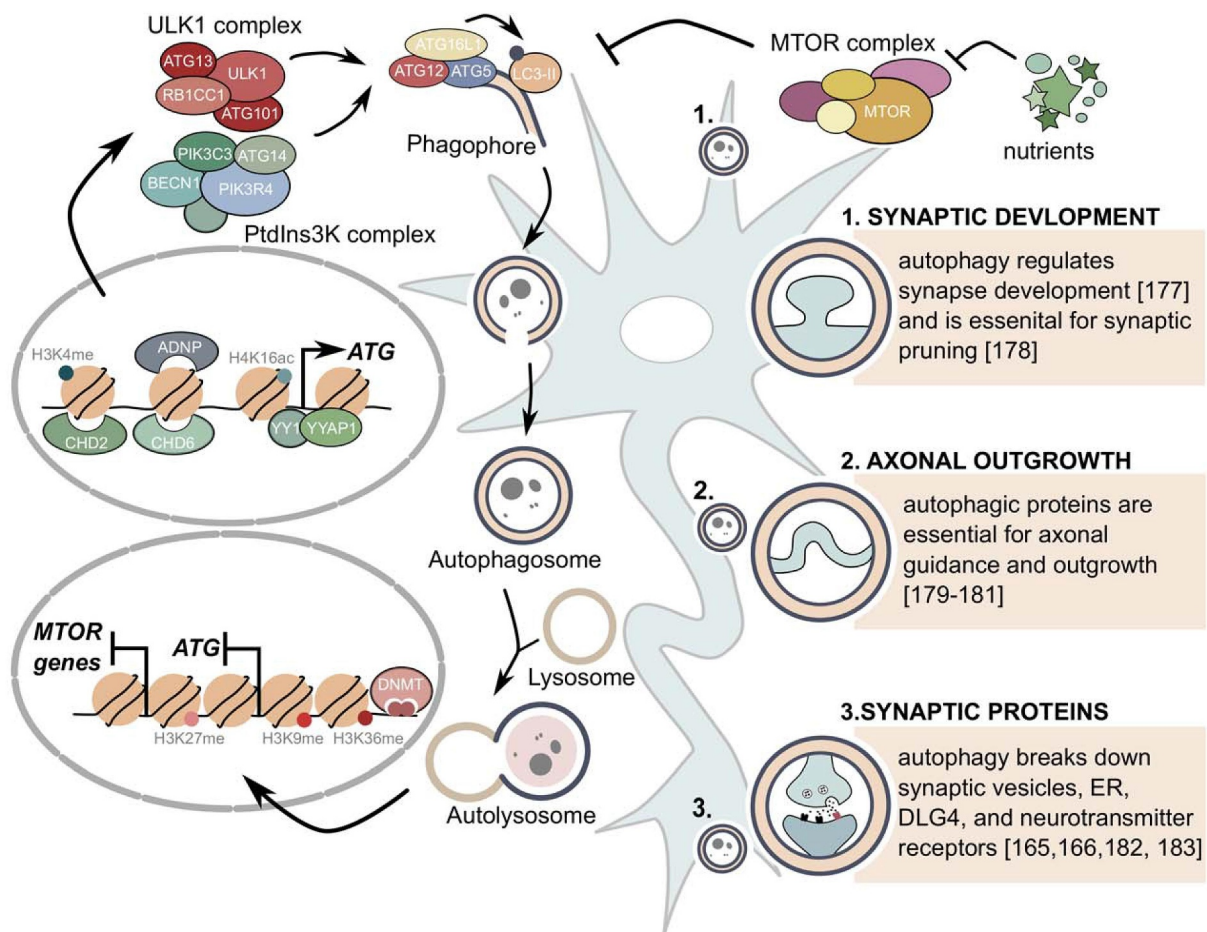 ULK1 complex
ATG13
ULK1
RB1CC1
ATG101
PIK3C3
ATG14
BECN1
PIK3R4
PtdIns3K complex
ATG16L1
ATG12
ATG5
LC3-II
Phagophore
MTOR complex
MTOR
nutrients
H3K4me
ADNP
H4K16ac
ATG
CHD2
CHD6
YY1
YYAP1
Autophagosome
Lysosome
Autolysosome
MTOR
genes
ATG
DNMT
H3K27me
H3K9me
H3K36me
1.
2.
3.
1. SYNAPTIC DEVLOPMENT
autophagy regulates
synapse development [177]
and is essenital for synaptic
pruning [178]
2. AXONAL OUTGROWTH
autophagic proteins are
essential for axonal
guidance and outgrowth
[179-181]
3.SYNAPTIC PROTEINS
autophagy breaks down
synaptic vesicles, ER,
DLG4, and neurotransmitter
receptors [165,166,182, 183]